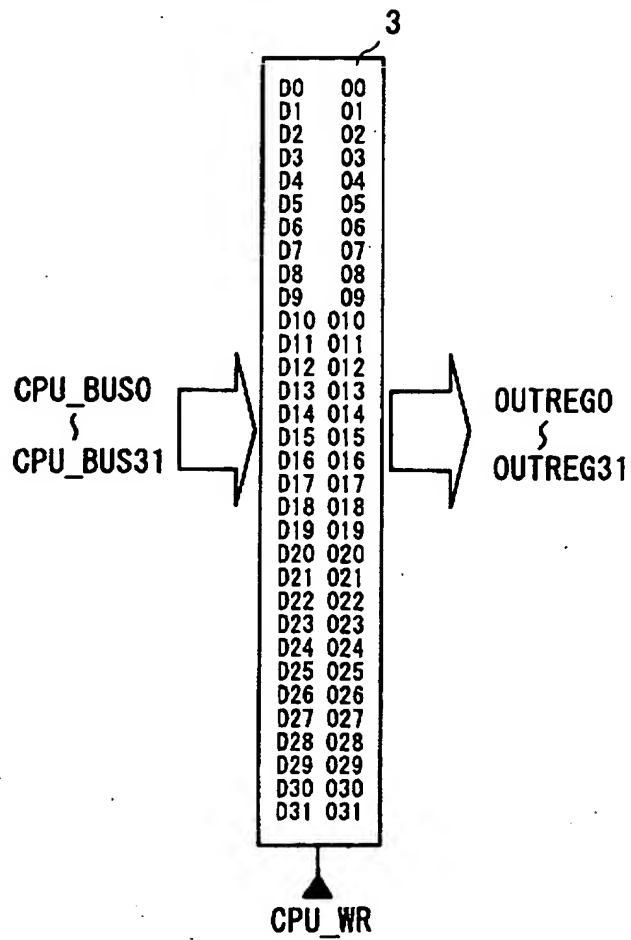 3
D0 O0
D1 O1
D2 O2
D3 O3
D4 O4
D5 O5
D6 O6
D7 O7
D8 O8
D9 O9
D10 O10
D11 O11
D12 O12
D13 O13
D14 O14
D15 O15
D16 O16
D17 O17
D18 O18
D19 O19
D20 O20
D21 O21
D22 O22
D23 O23
D24 O24
D25 O25
D26 O26
D27 O27
D28 O28
D29 O29
D30 O30
D31 O31
CPU_BUS0
∫
CPU_BUS31
OUTREG0
∫
OUTREG31
CPU_WR